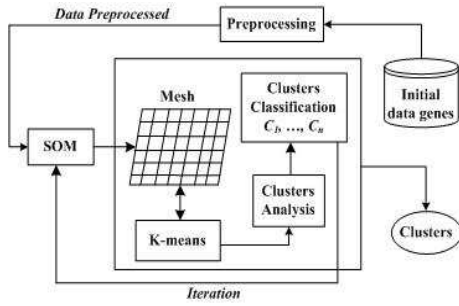 Data Preprocessed
Preprocessing
Initial
data genes
Mesh
Clusters
Classification
C1, ..., Cn
SOM
Clusters
Analysis
K-means
Clusters
Iteration